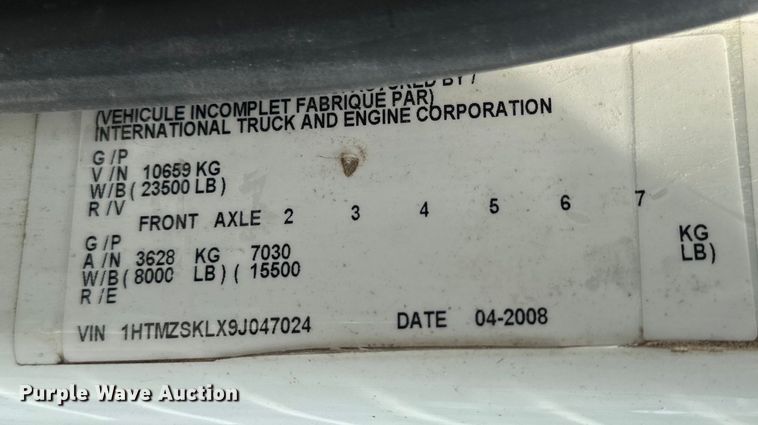 BY /
(VEHICULE INCOMPLET FABRIQUE PAR)
INTERNATIONAL TRUCK AND ENGINE CORPORATION
G / P
V / N 10659 KG
W/B ( 23500 LB )
R / V
FRONT AXLE 2 3 4 5 6 7
G / P
A / N 3628 KG 7030 KG
W/B ( 8000 LB) ( 15500 LB)
R / E
VIN 1HTMZSKLX9J047024 DATE 04-2008
Purple Wave Auction